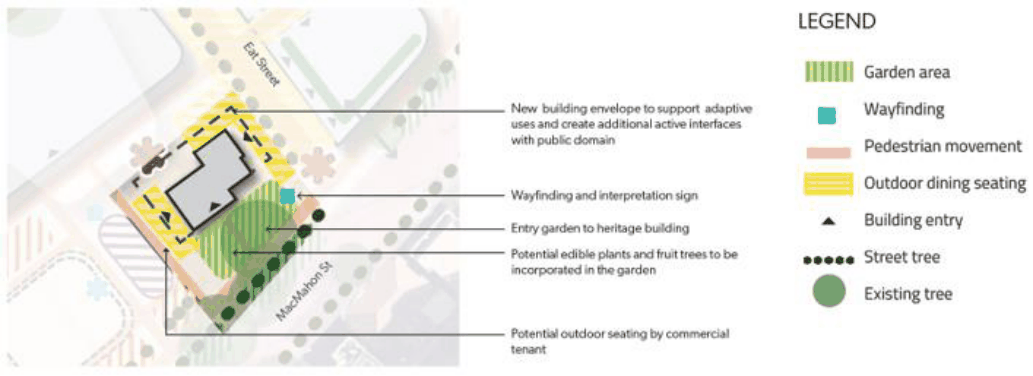 Eat Street
MacMahon St
New building envelope to support adaptive
uses and create additional active interfaces
with public domain
Wayfinding and interpretation sign
Entry garden to heritage building
Potential edible plants and fruit trees to be
incorporated in the garden
Potential outdoor seating by commercial
tenant
LEGEND
Garden area
Wayfinding
Pedestrian movement
Outdoor dining seating
Building entry
Street tree
Existing tree